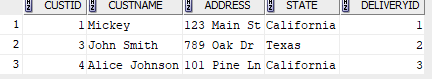 CUSTID CUSTNAME ADDRESS STATE DELIVERYID
1 1 Mickey 123 Main St California 1
2 3 John Smith 789 Oak Dr Texas 2
3 4 Alice Johnson 101 Pine Ln California 3